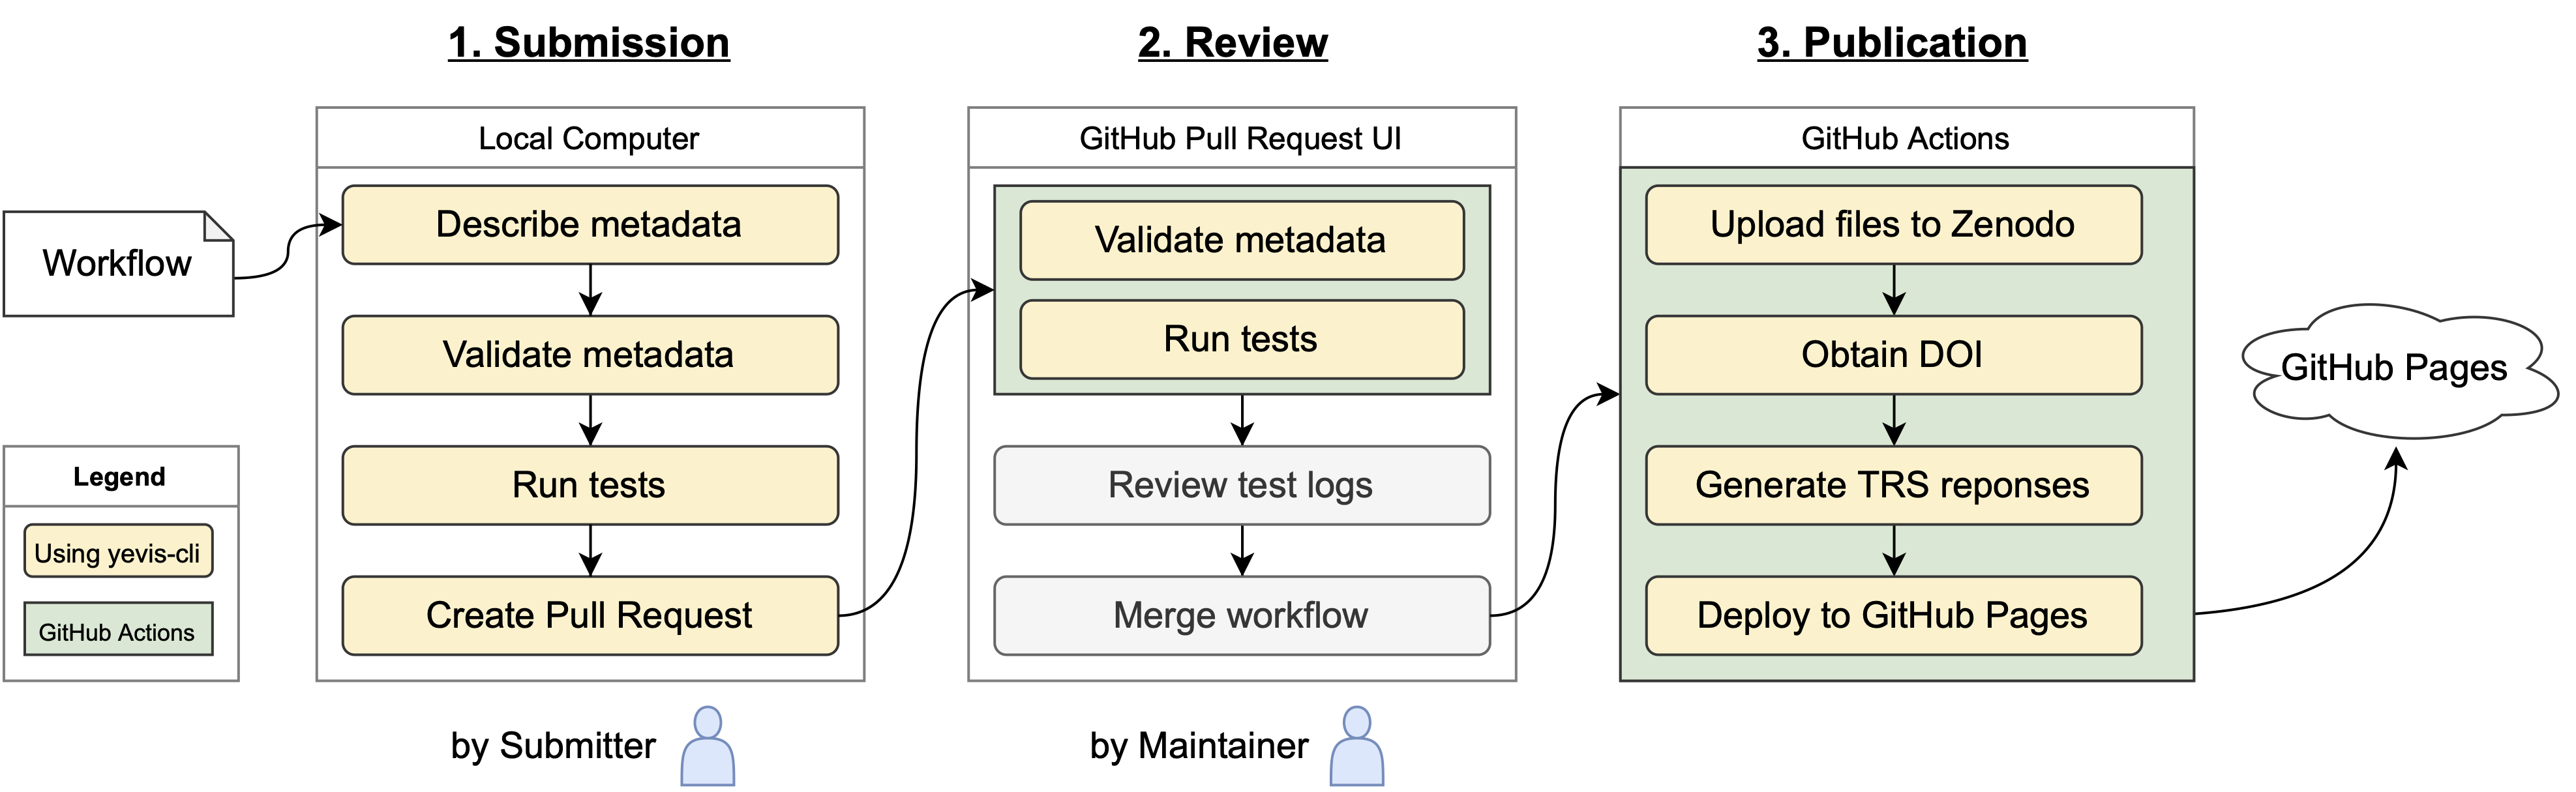 1. Submission
2. Review
3. Publication
Workflow
Legend
Using yevis-cli
GitHub Actions
Local Computer
Describe metadata
Validate metadata
Run tests
Create Pull Request
by Submitter
GitHub Pull Request UI
Validate metadata
Run tests
Review test logs
Merge workflow
by Maintainer
GitHub Actions
Upload files to Zenodo
Obtain DOI
Generate TRS reponses
Deploy to GitHub Pages
GitHub Pages